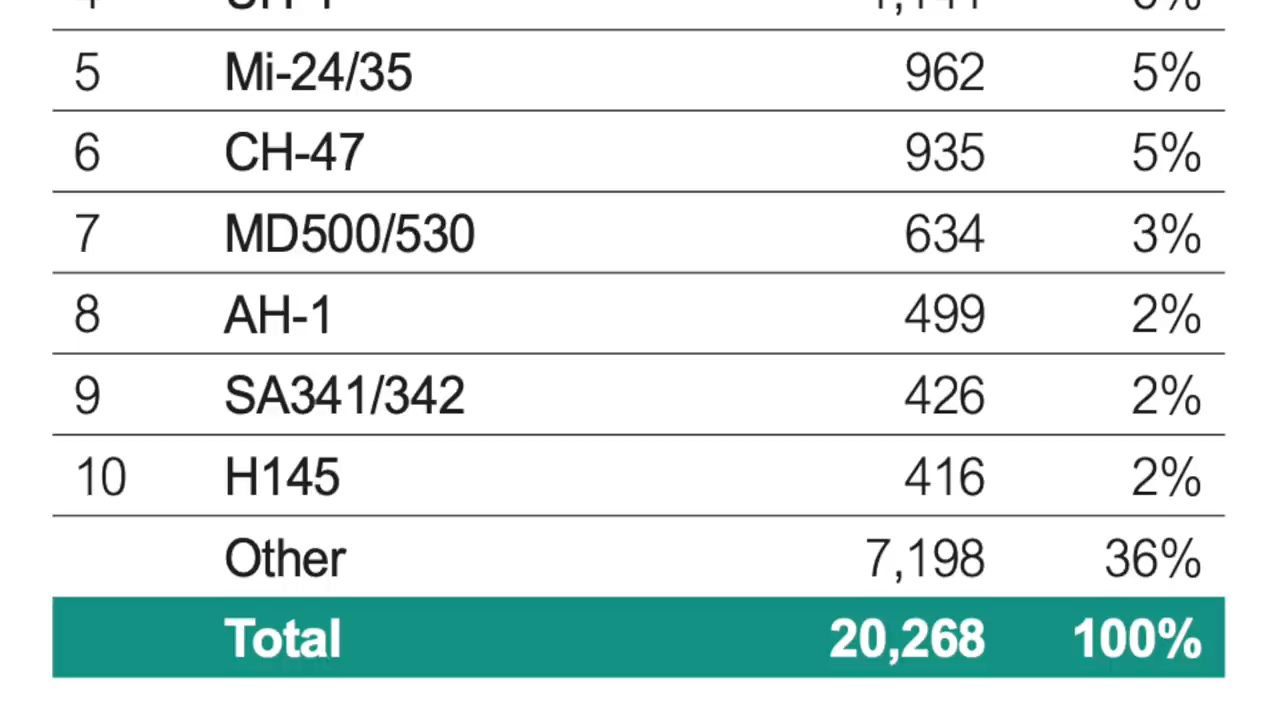 5 Mi-24/35 962 5%
6 CH-47 935 5%
7 MD500/530 634 3%
8 AH-1 499 2%
9 SA341/342 426 2%
10 H145 416 2%
Other 7,198 36%
Total 20,268 100%